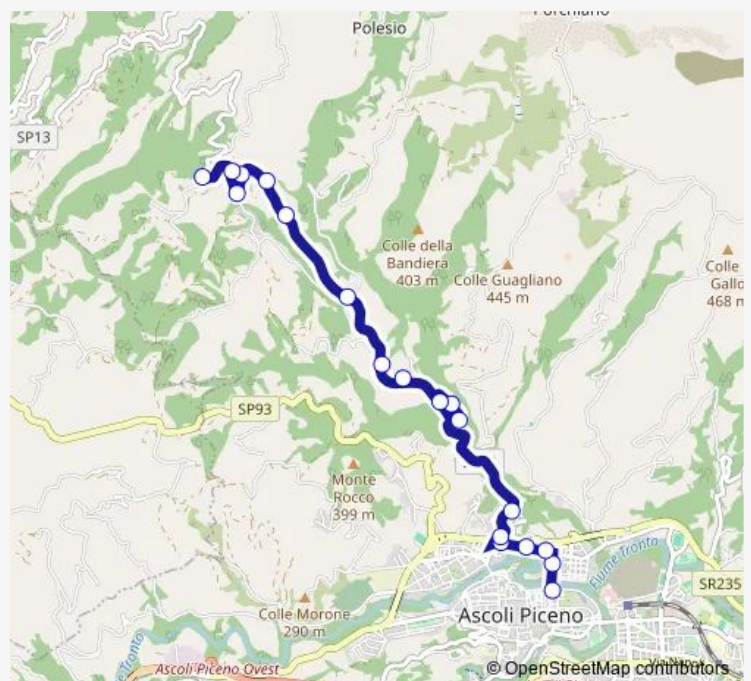 Polesio
SP13
Colle della
Bandiera
403 m
Colle Guagliano
445 m
Colle
Gallo
468 m
SP93
Monte
Rocco
399 m
Fiume Tronto
SR235
Colle Morone
290 m
Ascoli Piceno
Tronto
Ascoli Piceno Ovest
© OpenStreetMap contributors